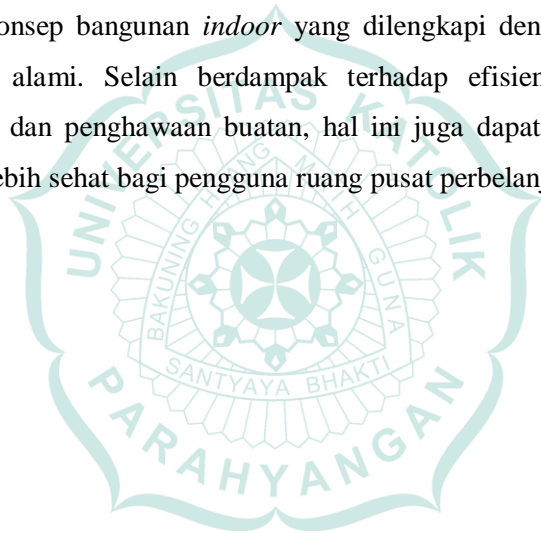 onsep bangunan indoor yang dilengkapi den
alami. Selain berdampak terhadap efisien
dan penghawaan buatan, hal ini juga dapat
ebih sehat bagi pengguna ruang pusat perbelanj
UNIVERSITAS KATOLIK
PARAHYANGAN
BAKUNING HYANG MRIH GUNA
SANTYAYA BHAKTI